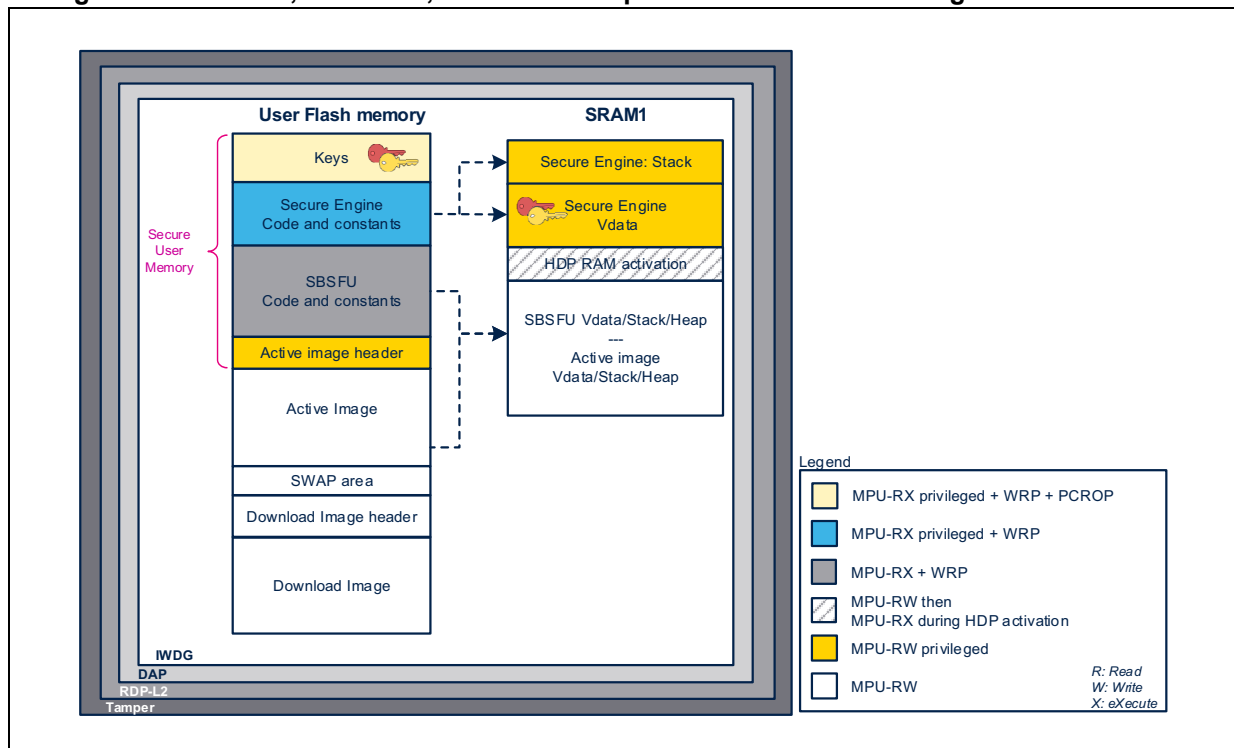 User Flash memory
SRAM1
Keys
Secure Engine
Code and constants
SBSFU
Code and constants
Active image header
Active Image
SWAP area
Download Image header
Download Image
Secure
User
Memory
Secure Engine: Stack
Secure Engine
Vdata
HDP RAM activation
SBSFU Vdata/Stack/Heap
---
Active image
Vdata/Stack/Heap
IWDG
DAP
RDP-L2
Tamper
Legend
MPU-RX privileged + WRP + PCROP
MPU-RX privileged + WRP
MPU-RX + WRP
MPU-RW then
MPU-RX during HDP activation
MPU-RW privileged
MPU-RW
R: Read
W: Write
X: eXecute